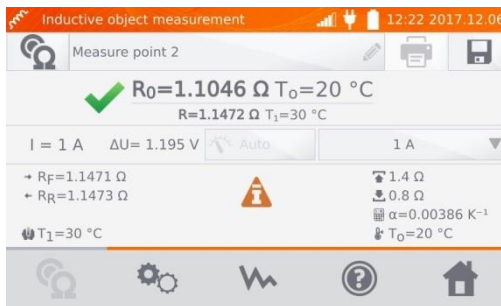 Inductive object measurement 12:22 2017.12.06
Measure point 2
R₀=1.1046 Ω T₀=20 °C
R=1.1472 Ω T₁=30 °C
I = 1 A ΔU= 1.195 V Auto 1 A
→ RF=1.1471 Ω
← RR=1.1473 Ω
T₁=30 °C
1.4 Ω
0.8 Ω
α=0.00386 K⁻¹
T₀=20 °C